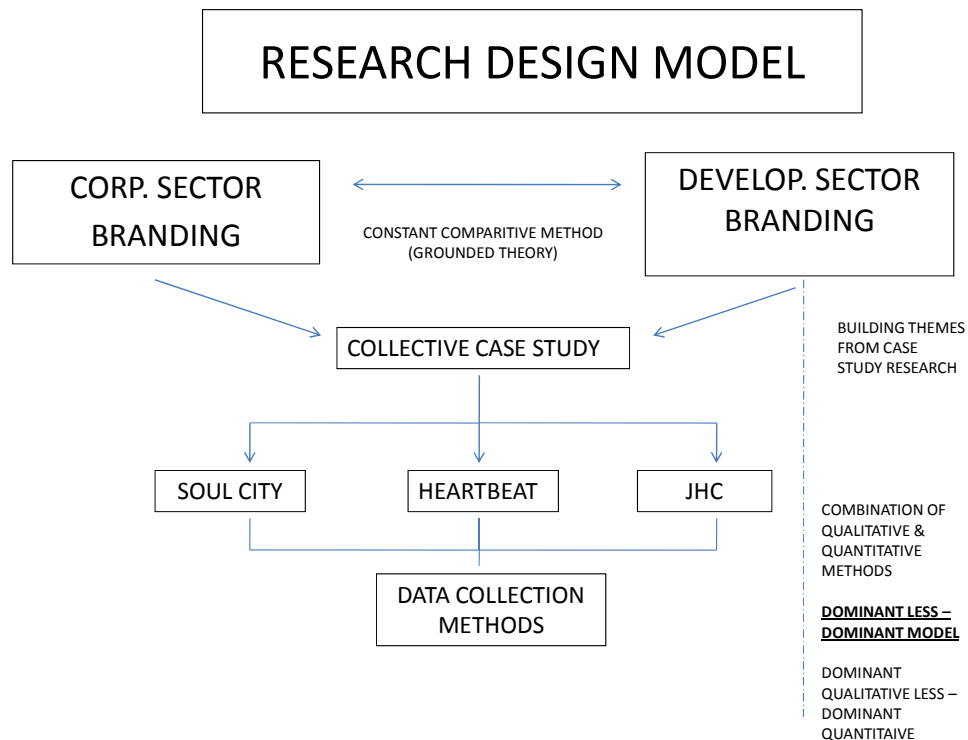 RESEARCH DESIGN MODEL
CORP. SECTOR
BRANDING
DEVELOP. SECTOR
BRANDING
CONSTANT COMPARITIVE METHOD
(GROUNDED THEORY)
COLLECTIVE CASE STUDY
BUILDING THEMES
FROM CASE
STUDY RESEARCH
SOUL CITY
HEARTBEAT
JHC
DATA COLLECTION
METHODS
COMBINATION OF
QUALITATIVE &
QUANTITATIVE
METHODS
DOMINANT LESS –
DOMINANT MODEL
DOMINANT
QUALITATIVE LESS –
DOMINANT
QUANTITAIVE